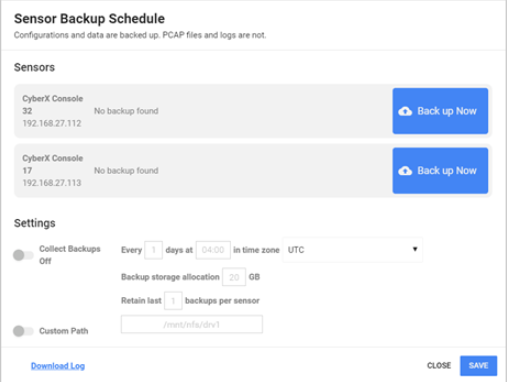 Sensor Backup Schedule
Configurations and data are backed up. PCAP files and logs are not.
Sensors
CyberX Console
32
192.168.27.112
No backup found
Back up Now
CyberX Console
17
192.168.27.113
No backup found
Back up Now
Settings
Collect Backups
Off
Every 1 days at 04:00 in time zone UTC
Backup storage allocation 20 GB
Retain last 1 backups per sensor
Custom Path
/mnt/nfs/drv1
Download Log
CLOSE
SAVE